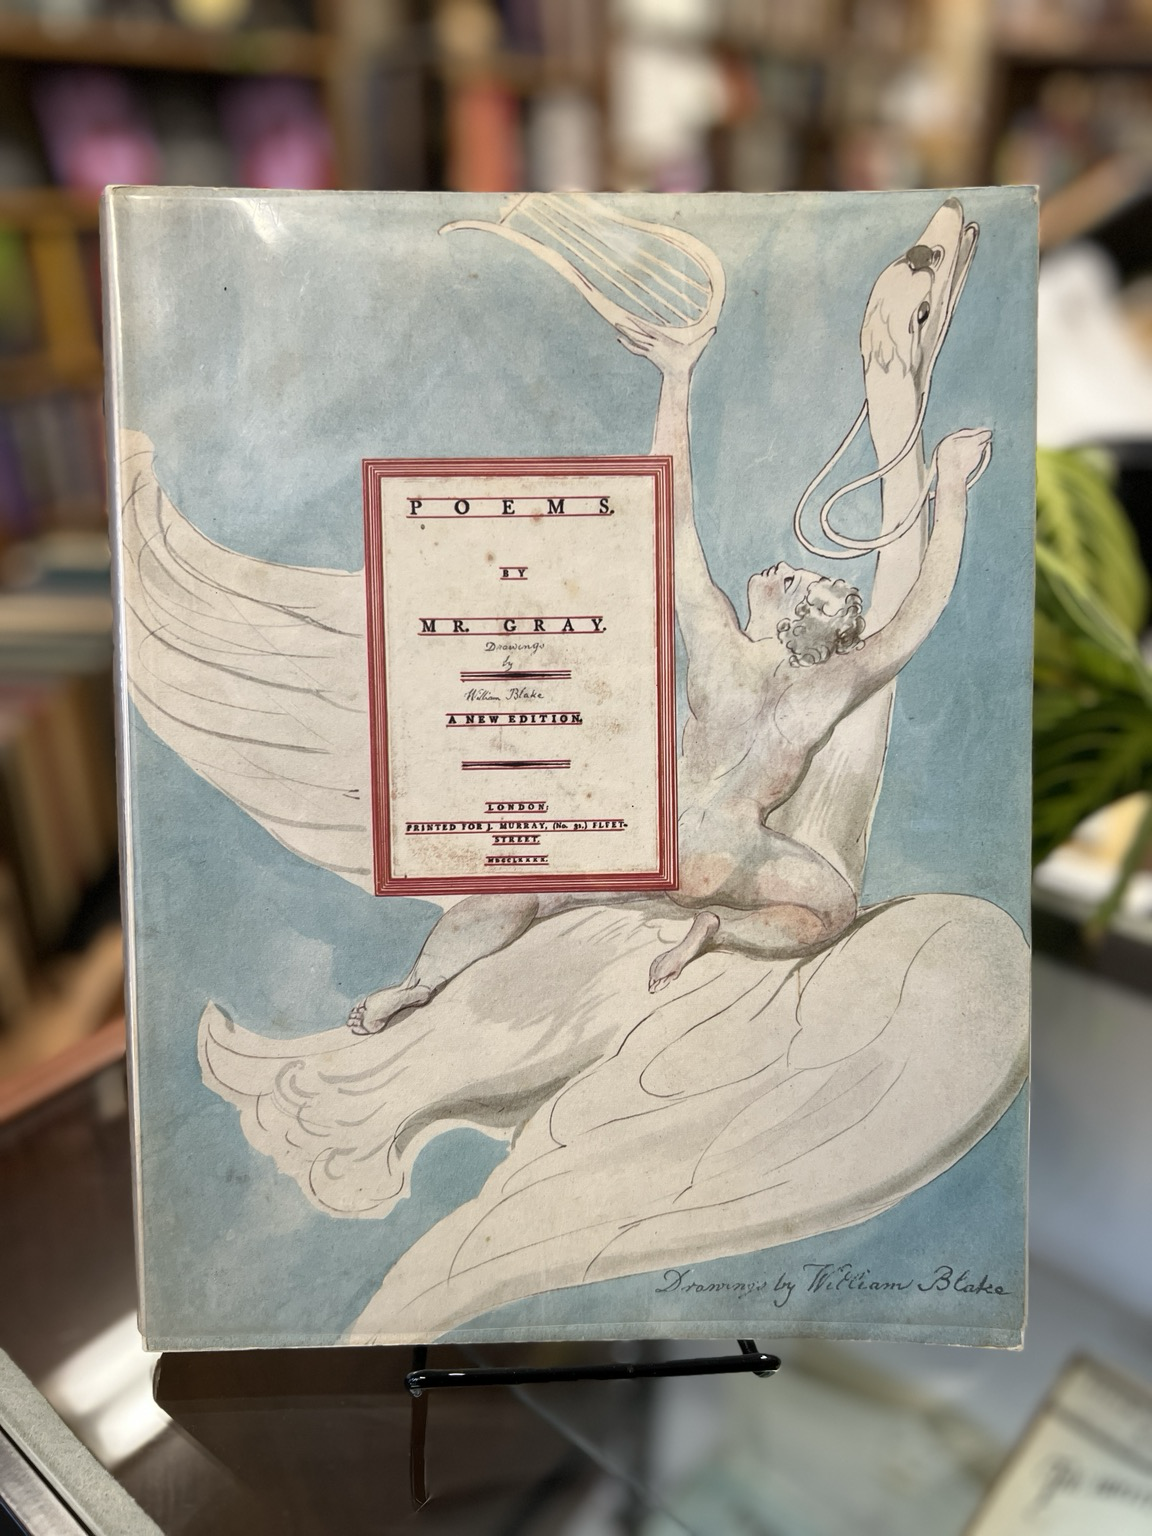 POEMS.
BY
MR. GRAY.
Drawings
by
William Blake
A NEW EDITION.
LONDON:
PRINTED FOR J. MURRAY, (No. 32.) FLEET-
STREET.
MDCCLXXXX.
Drawings by William Blake